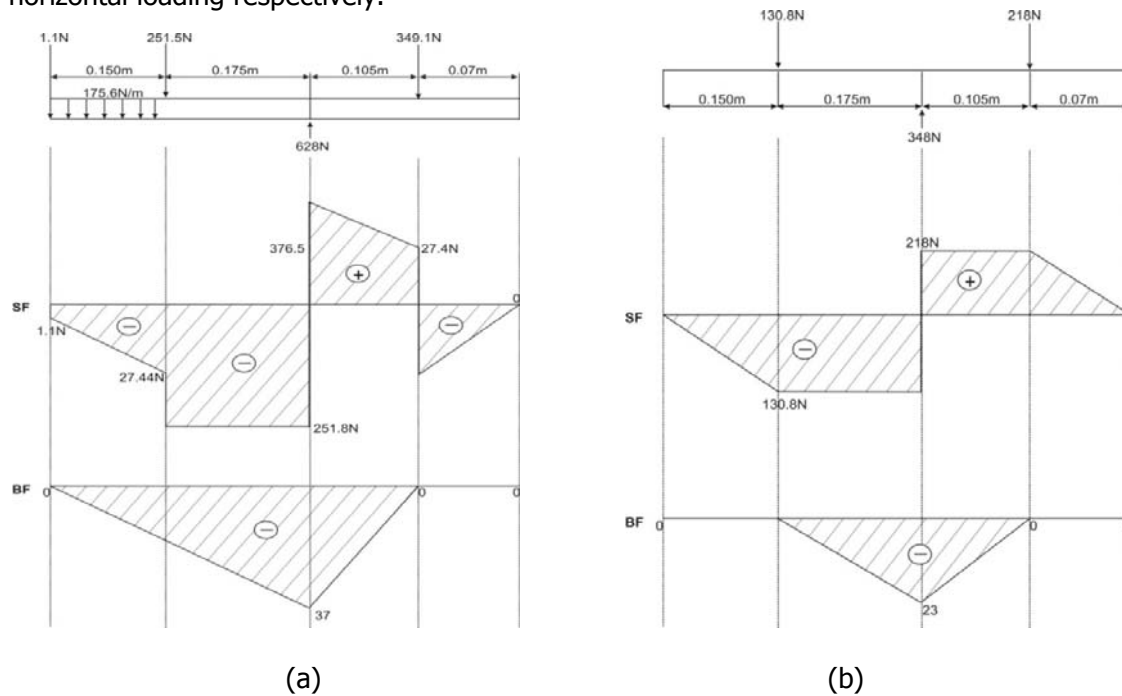 horizontal loading respectively.
1.1N 251.5N 349.1N
0.150m 0.175m 0.105m 0.07m
175.6N/m
628N
376.5 27.4N
SF 0
1.1N
27.44N
251.8N
BF 0 0 0
37
(a)
130.8N 218N
0.150m 0.175m 0.105m 0.07m
348N
218N
SF
130.8N
BF 0 0
23
(b)